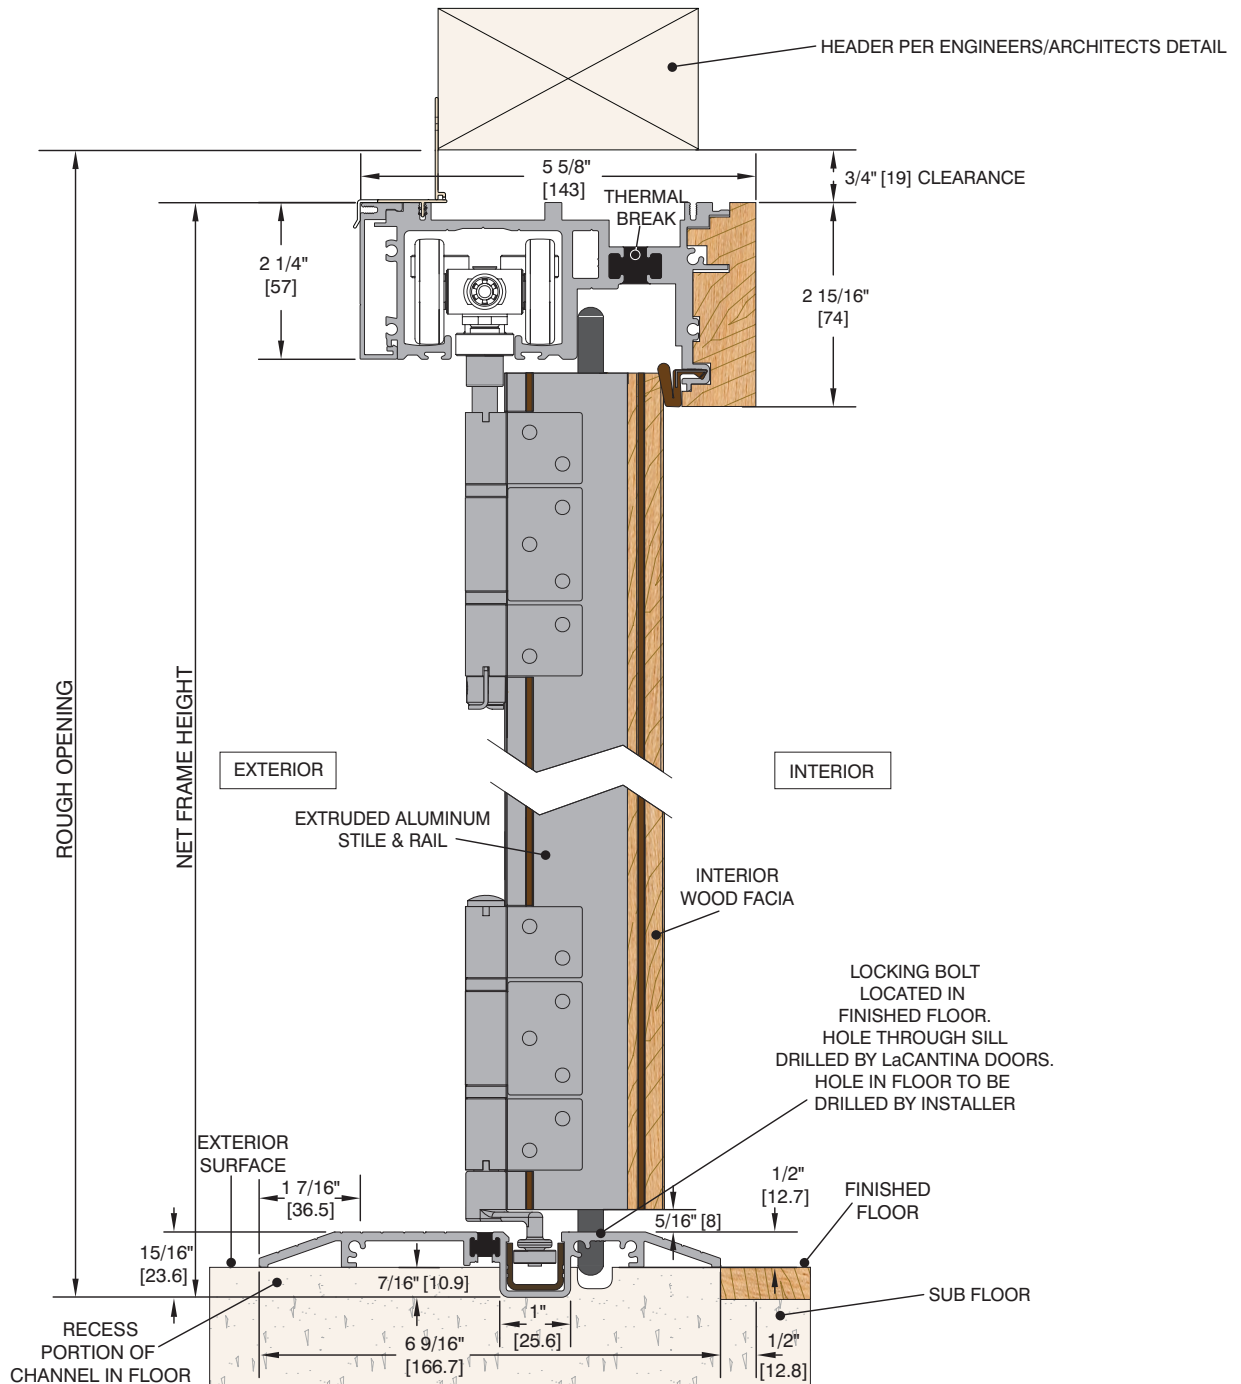 HEADER PER ENGINEERS/ARCHITECTS DETAIL
5 5/8"
[143]
3/4" [19] CLEARANCE
THERMAL
BREAK
2 1/4"
[57]
2 15/16"
[74]
ROUGH OPENING
NET FRAME HEIGHT
EXTERIOR
INTERIOR
EXTRUDED ALUMINUM
STILE & RAIL
INTERIOR
WOOD FACIA
LOCKING BOLT
LOCATED IN
FINISHED FLOOR.
HOLE THROUGH SILL
DRILLED BY LaCANTINA DOORS.
HOLE IN FLOOR TO BE
DRILLED BY INSTALLER
EXTERIOR
SURFACE
1 7/16"
[36.5]
1/2"
[12.7]
FINISHED
FLOOR
5/16" [8]
15/16"
[23.6]
7/16" [10.9]
SUB FLOOR
1"
[25.6]
RECESS
PORTION OF
CHANNEL IN FLOOR
6 9/16"
[166.7]
1/2"
[12.8]